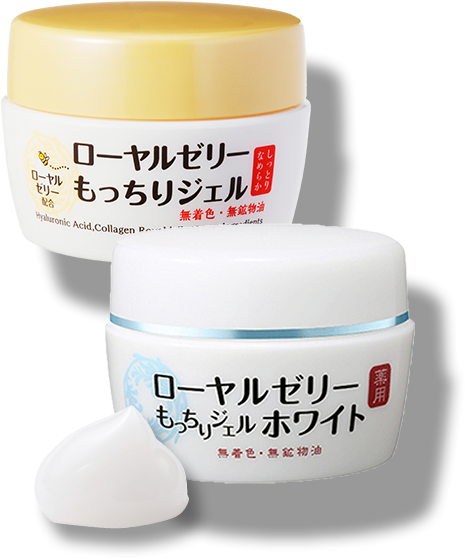 ローヤルゼリー
もっちりジェル
しっとり
なめらか
ローヤル
ゼリー
配合
無着色・無鉱物油
Hyaluronic Acid,Collagen
ローヤルゼリー
もっちりジェル ホワイト
薬用
無着色・無鉱物油